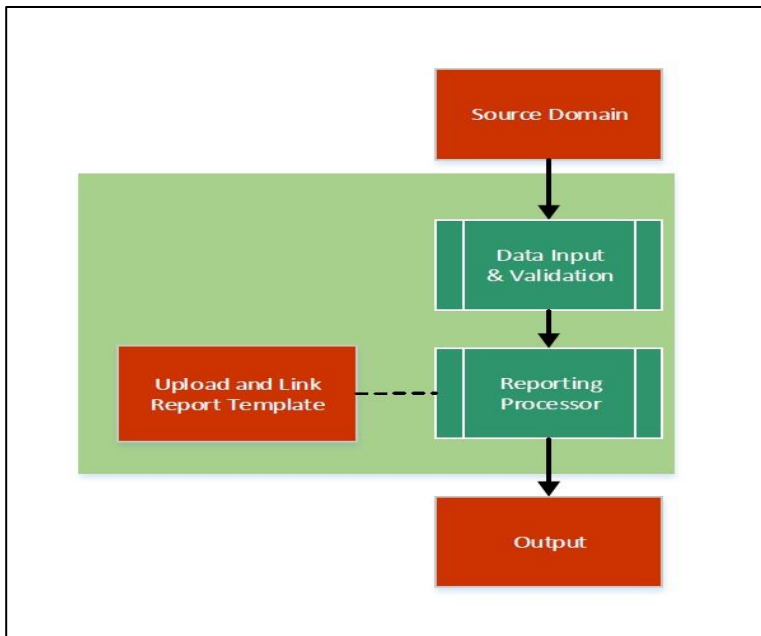 Source Domain
Data Input
& Validation
Upload and Link
Report Template
Reporting
Processor
Output